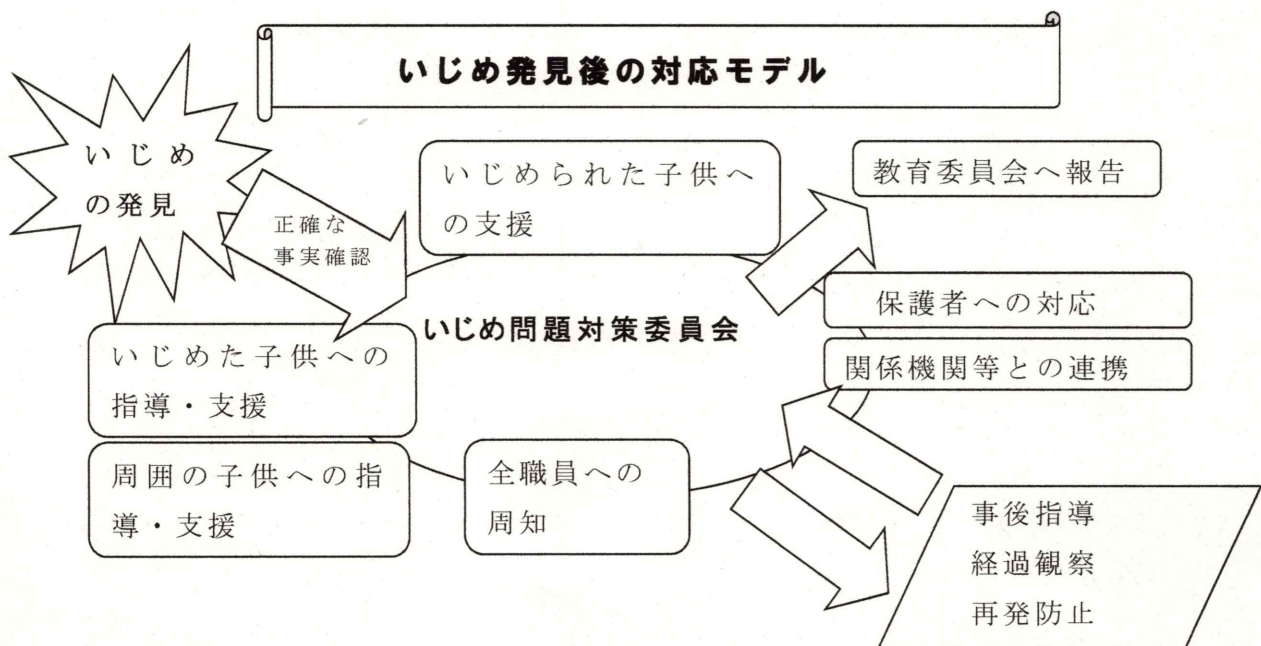 いじめ発見後の対応モデル
いじめ
の発見
正確な
事実確認
いじめられた子供へ
の支援
教育委員会へ報告
保護者への対応
いじめ問題対策委員会
いじめた子供への
指導・支援
関係機関等との連携
周囲の子供への指
導・支援
全職員への
周知
事後指導
経過観察
再発防止